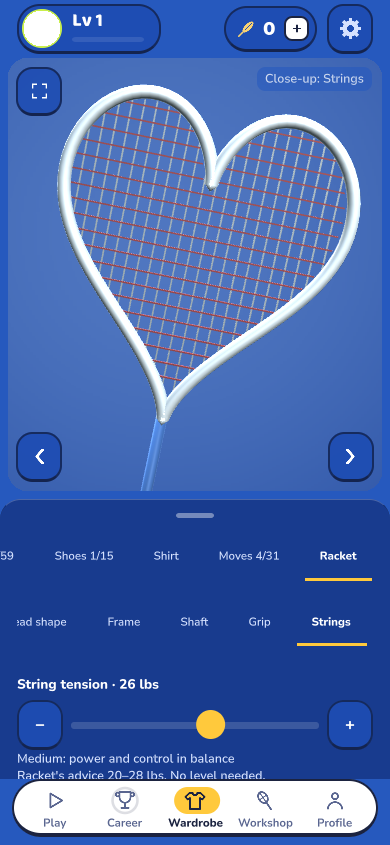 Lv 1
0 +
Close-up: Strings
59 Shoes 1/15 Shirt Moves 4/31 Racket
ead shape Frame Shaft Grip Strings
String tension · 26 lbs
− +
Medium: power and control in balance
Racket's advice 20–28 lbs. No level needed.
Play Career Wardrobe Workshop Profile